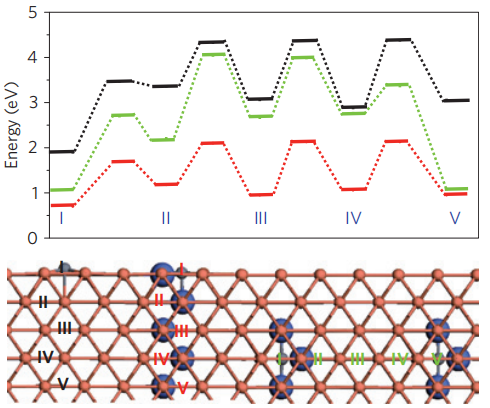 5
4
3
2
1
0
Energy (eV)
I II III IV V
I I
II II
III III
IV IV I II III IV V
V V